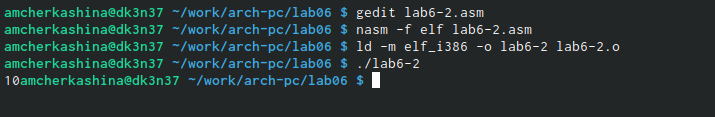 amcherkashina@dk3n37 ~/work/arch-pc/lab06 $ gedit lab6-2.asm
amcherkashina@dk3n37 ~/work/arch-pc/lab06 $ nasm -f elf lab6-2.asm
amcherkashina@dk3n37 ~/work/arch-pc/lab06 $ ld -m elf_i386 -o lab6-2 lab6-2.o
amcherkashina@dk3n37 ~/work/arch-pc/lab06 $ ./lab6-2
10amcherkashina@dk3n37 ~/work/arch-pc/lab06 $